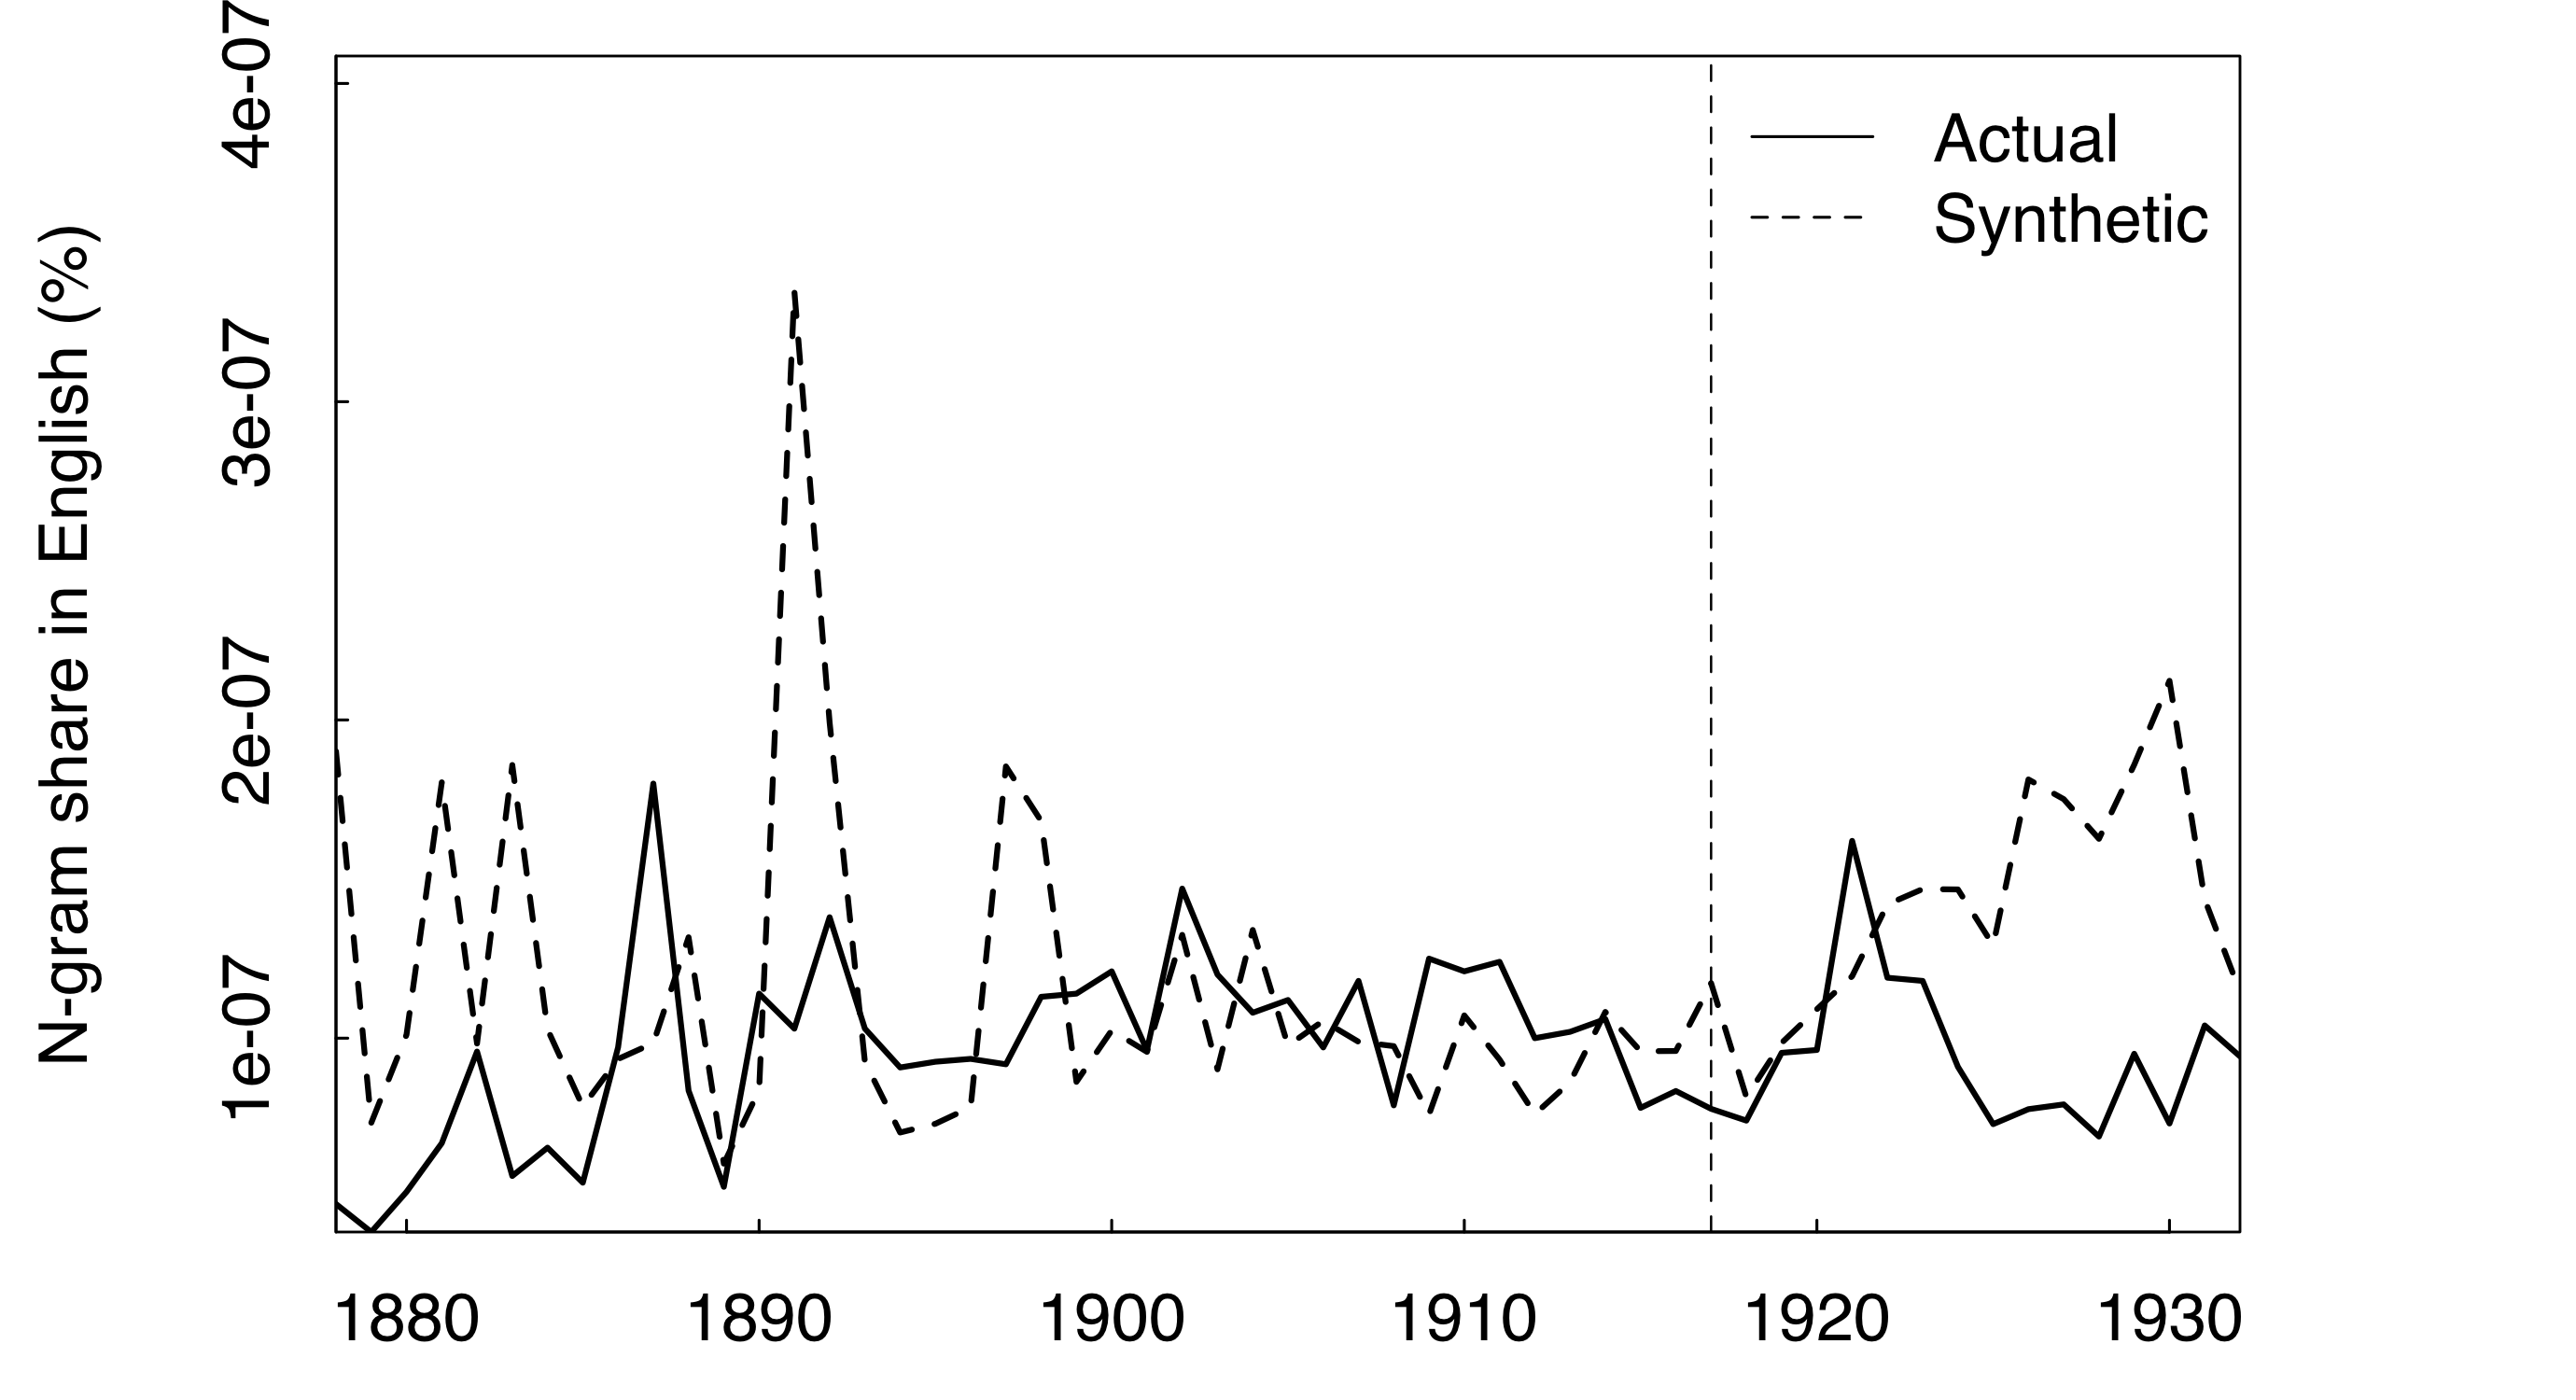 N-gram share in English (%)
4e-07
3e-07
2e-07
1e-07
Actual
Synthetic
1880 1890 1900 1910 1920 1930